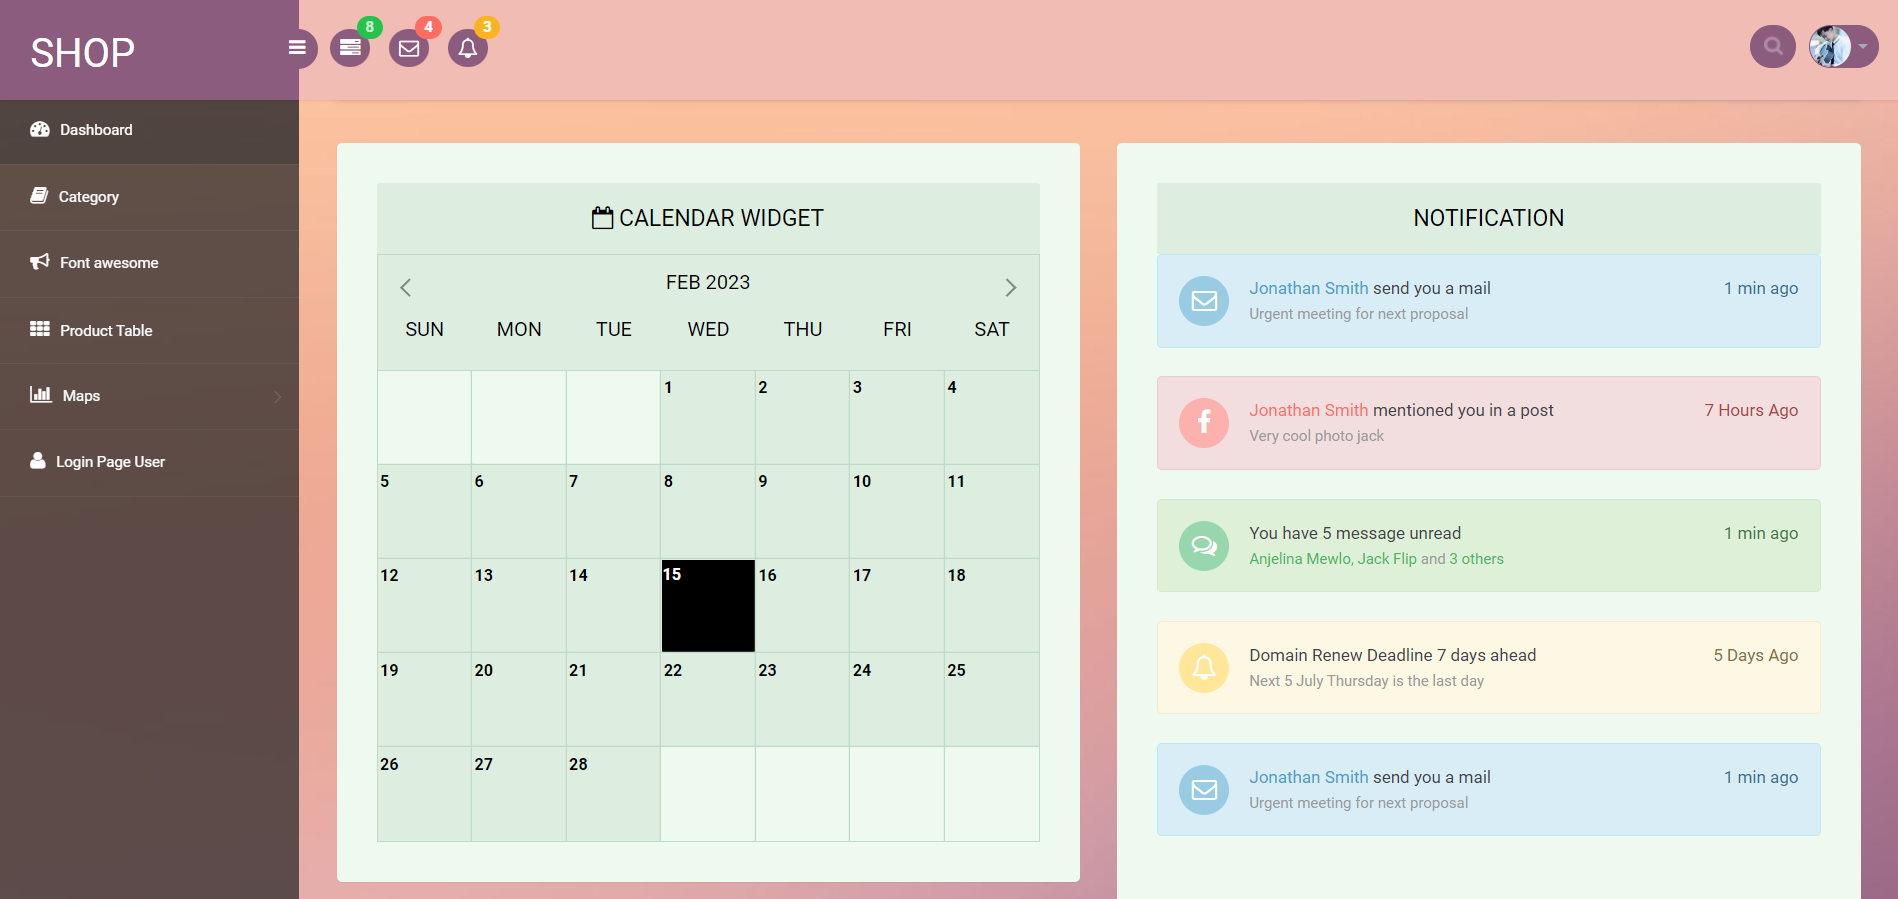 SHOP
8
4
3
Dashboard
Category
Font awesome
Product Table
Maps
Login Page User
CALENDAR WIDGET
FEB 2023
SUN MON TUE WED THU FRI SAT
1 2 3 4
5 6 7 8 9 10 11
12 13 14 15 16 17 18
19 20 21 22 23 24 25
26 27 28
NOTIFICATION
Jonathan Smith send you a mail 1 min ago
Urgent meeting for next proposal
Jonathan Smith mentioned you in a post 7 Hours Ago
Very cool photo jack
You have 5 message unread 1 min ago
Anjelina Mewlo, Jack Flip and 3 others
Domain Renew Deadline 7 days ahead 5 Days Ago
Next 5 July Thursday is the last day
Jonathan Smith send you a mail 1 min ago
Urgent meeting for next proposal